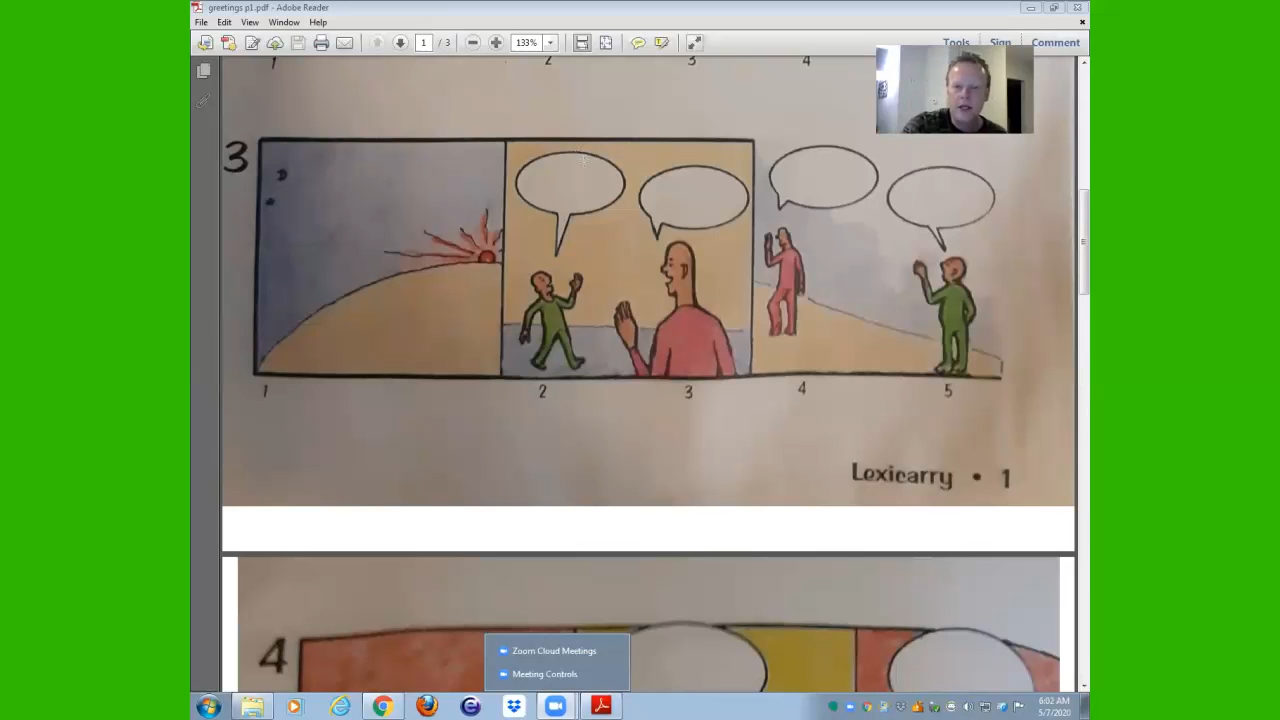 greetings p1.pdf - Adobe Reader
File Edit View Window Help
1 / 3 133% Tools Sign Comment
1 2 3 4
3
1 2 3 4 5
Lexicarry • 1
4
Zoom Cloud Meetings
Meeting Controls
6:02 AM
5/7/2020